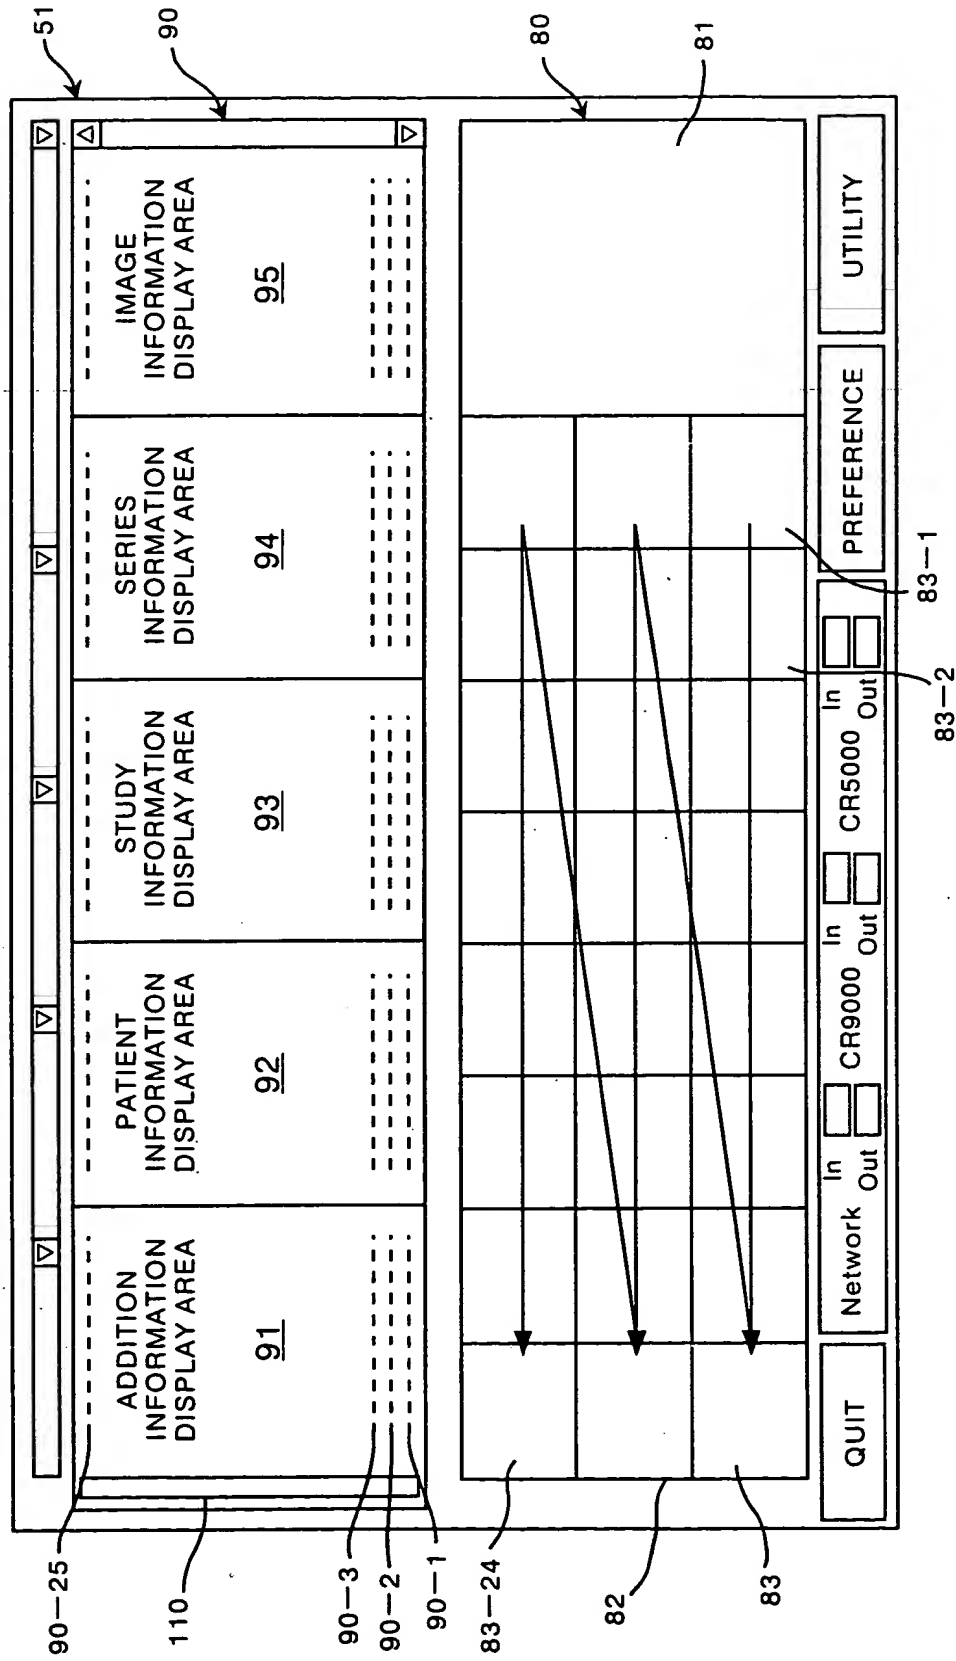 51
90
80
81
ADDITION
INFORMATION
DISPLAY AREA
91
PATIENT
INFORMATION
DISPLAY AREA
92
STUDY
INFORMATION
DISPLAY AREA
93
SERIES
INFORMATION
DISPLAY AREA
94
IMAGE
INFORMATION
DISPLAY AREA
95
90-25
110
90-3
90-2
90-1
83-24
82
83
83-1
83-2
QUIT
Network
In
Out
CR9000
In
Out
CR5000
In
Out
PREFERENCE
UTILITY